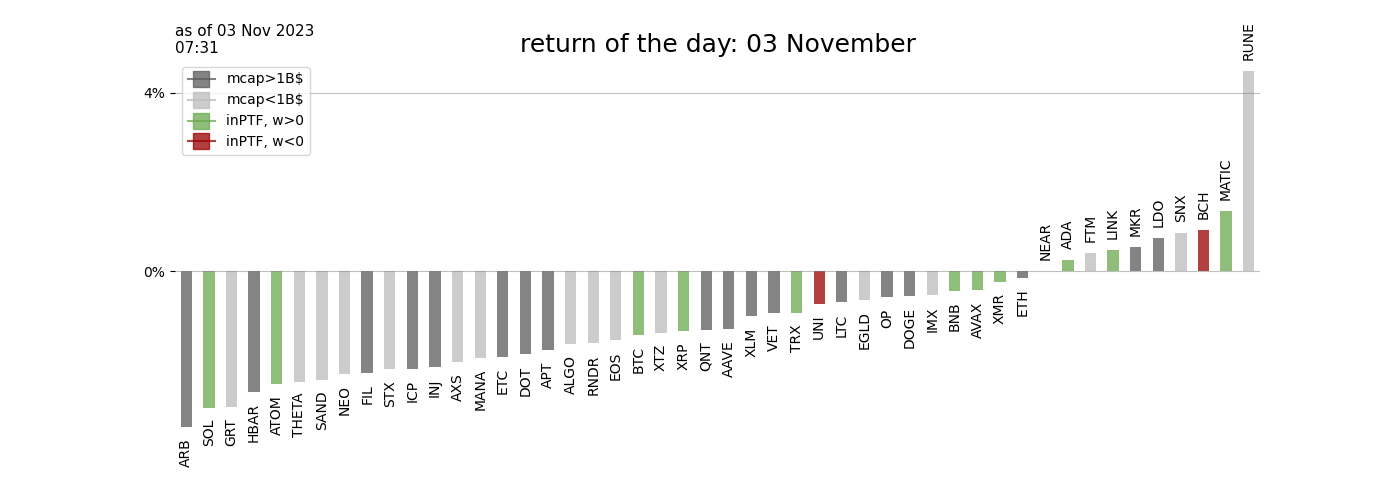 as of 03 Nov 2023
07:31
return of the day: 03 November
mcap>1B$
mcap<1B$
inPTF, w>0
inPTF, w<0
4%
0%
ARB
SOL
GRT
HBAR
ATOM
THETA
SAND
NEO
FIL
STX
ICP
INJ
AXS
MANA
ETC
DOT
APT
ALGO
RNDR
EOS
BTC
XTZ
XRP
QNT
AAVE
XLM
VET
TRX
UNI
LTC
EGLD
OP
DOGE
IMX
BNB
AVAX
XMR
ETH
NEAR
ADA
FTM
LINK
MKR
LDO
SNX
BCH
MATIC
RUNE